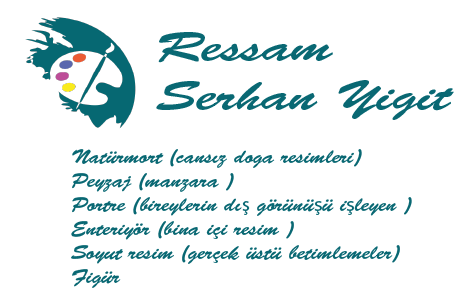 Ressam
Serhan Yigit
Natürmort (cansız doga resimleri)
Peyzaj (manzara )
Portre (bireylerin dış görünüşü işleyen )
Enteriyör (bina içi resim )
Soyut resim (gerçek üstü betimlemeler)
Figür